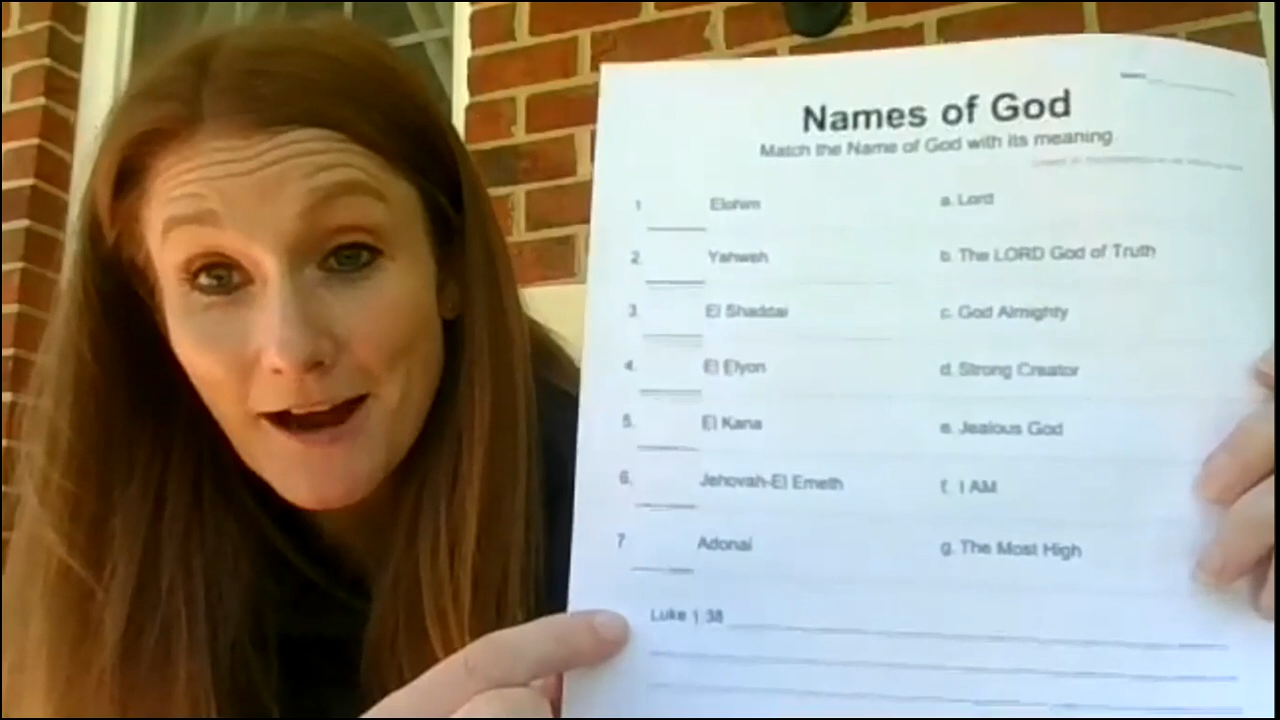 Names of God
Match the Name of God with its meaning
1. Elohim a. Lord
2. Yahweh b. The LORD God of Truth
3. El Shaddai c. God Almighty
4. El Elyon d. Strong Creator
5. El Kana e. Jealous God
6. Jehovah-El Emeth f. I AM
7 Adonai g. The Most High
Luke 1:38